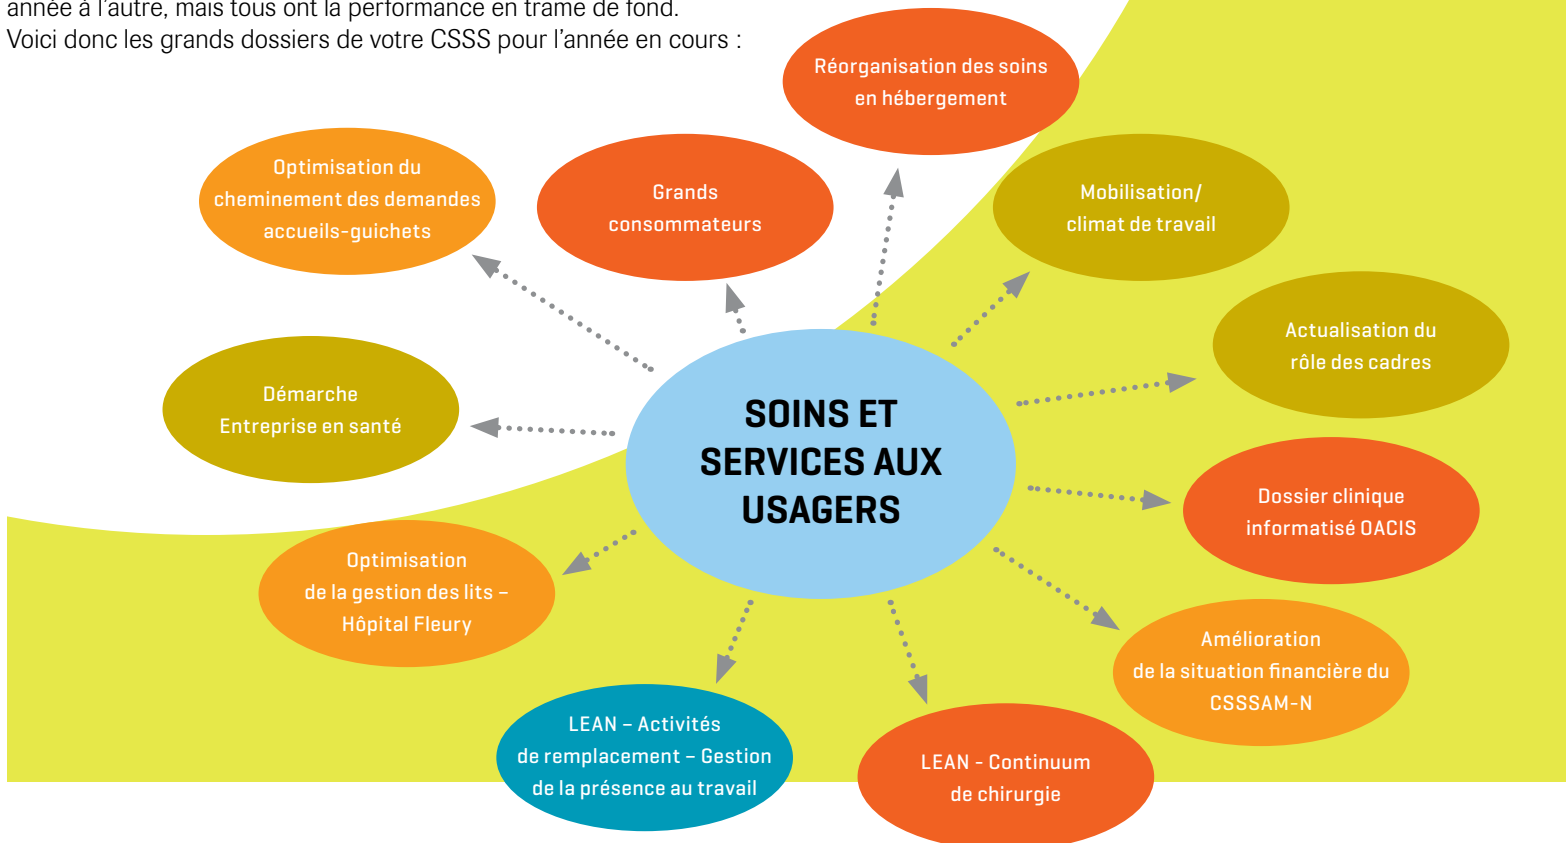 année à l'autre, mais tous ont la performance en trame de fond.
Voici donc les grands dossiers de votre CSSS pour l'année en cours :
Réorganisation des soins
en hébergement
Optimisation du
cheminement des demandes
accueils-guichets
Grands
consommateurs
Mobilisation/
climat de travail
Actualisation du
rôle des cadres
Démarche
Entreprise en santé
SOINS ET
SERVICES AUX
USAGERS
Dossier clinique
informatisé OACIS
Optimisation
de la gestion des lits –
Hôpital Fleury
Amélioration
de la situation financière du
CSSSAM-N
LEAN – Activités
de remplacement – Gestion
de la présence au travail
LEAN - Continuum
de chirurgie